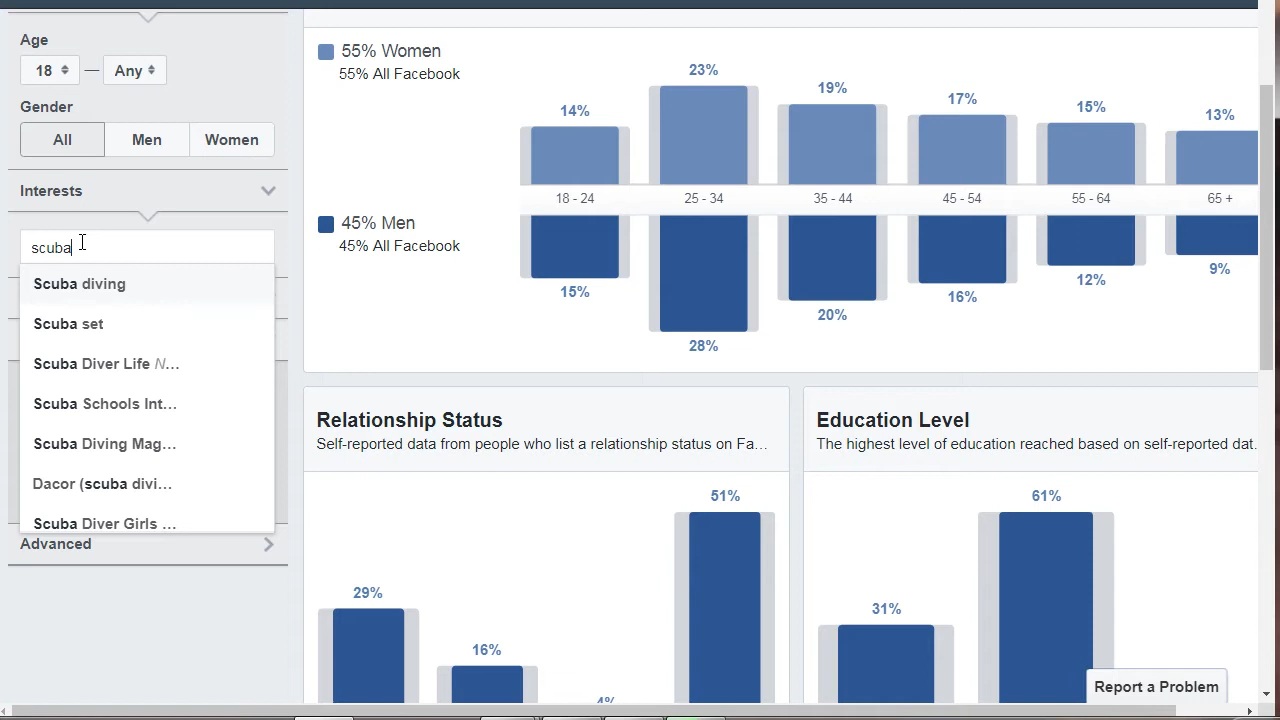 Age
18 — Any
Gender
All Men Women
Interests
scuba
Scuba diving
Scuba set
Scuba Diver Life N...
Scuba Schools Int...
Scuba Diving Mag...
Dacor (scuba divi...
Scuba Diver Girls ...
Advanced
55% Women
55% All Facebook
14% 23% 19% 17% 15% 13%
18 - 24 25 - 34 35 - 44 45 - 54 55 - 64 65 +
45% Men
45% All Facebook
15% 28% 20% 16% 12% 9%
Relationship Status
Self-reported data from people who list a relationship status on Fa...
29% 16% 4% 51%
Education Level
The highest level of education reached based on self-reported dat.
31% 61%
Report a Problem